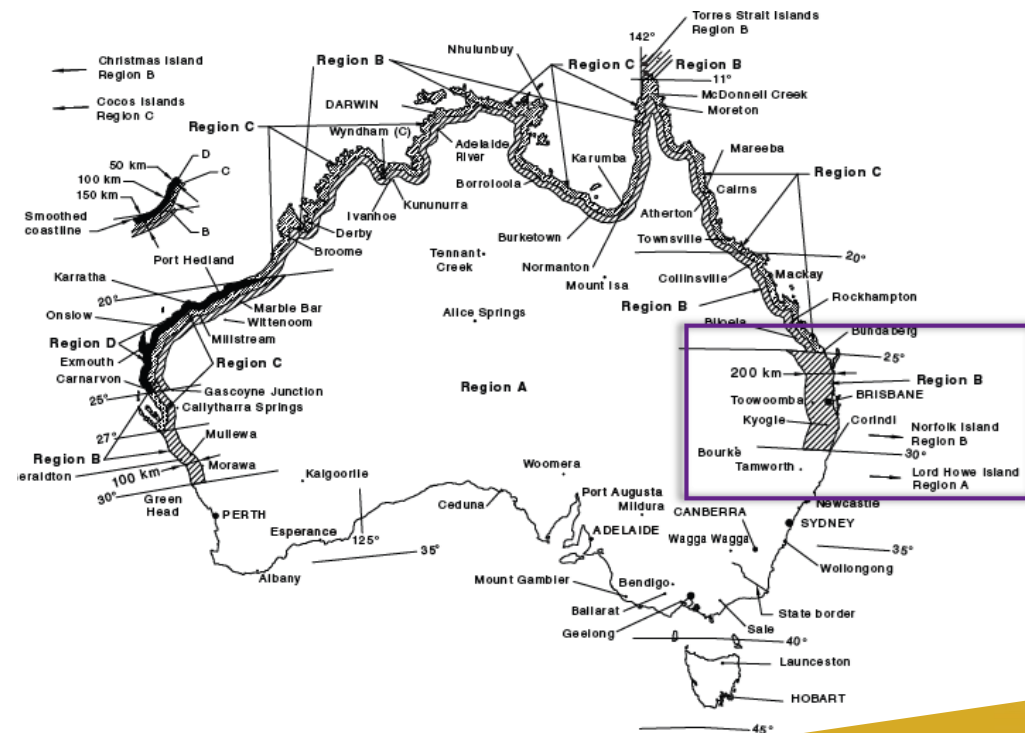 Torres Strait Islands
Region B
142°
Nhulunbuy
Region B
Region C
Region B
11°
Christmas Island
Region B
McDonnell Creek
DARWIN
Moreton
Cocos Islands
Region C
Region C
Wyndham (C)
Adelaide
River
Mareeba
50 km
D
C
100 km
Karumba
Region C
150 km
Borroloola
Cairns
Kununurra
Atherton
Smoothed
coastline
B
Ivanhoe
Derby
Burketown
Townsville
Broome
Tennant
Creek
20°
Port Hedland
Normanton
Collinsville
Mackay
Karratha
Mount Isa
20°
Marble Bar
Region B
Rockhampton
Onslow
Wittenoom
Alice Springs
Biloela
Millstream
Bundaberg
Region D
25°
Exmouth
Region C
200 km
Region B
Carnarvon
Gascoyne Junction
Region A
Toowoomba
BRISBANE
25°
Callytharra Springs
Kyogle
Corindi
27°
Mullewa
Norfolk Island
Region B
Region B
Bourke
30°
eraldton
100 km
Morawa
Woomera
Tamworth
Lord Howe Island
Region A
30°
Kalgoorlie
Green
Head
Port Augusta
Newcastle
Ceduna
Mildura
CANBERRA
PERTH
SYDNEY
Esperance
ADELAIDE
Wagga Wagga
125°
35°
35°
Wollongong
Albany
Mount Gambier
Bendigo
Ballarat
State border
Geelong
Sale
40°
Launceston
HOBART
45°